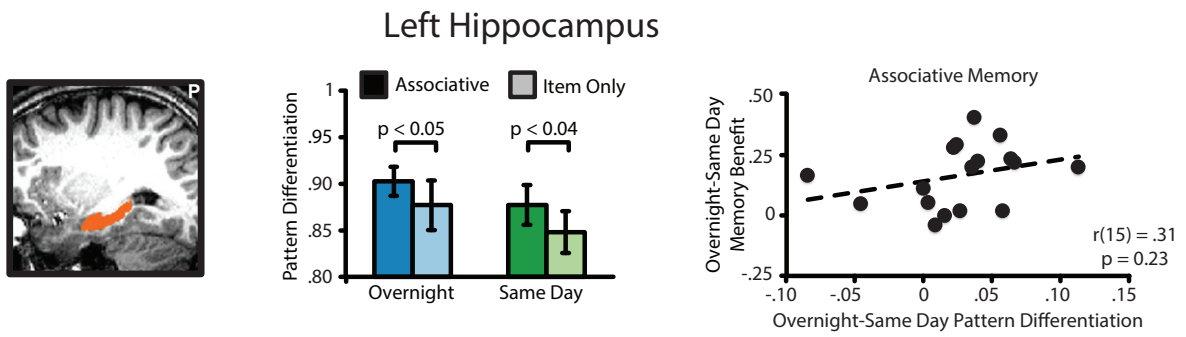 Left Hippocampus
P
Associative
Item Only
Pattern Differentiation
1
.95
.90
.85
.80
p < 0.05
p < 0.04
Overnight
Same Day
Associative Memory
Overnight-Same Day
Memory Benefit
.50
.25
0
-.25
r(15) = .31
p = 0.23
-.10
-.05
0
.05
.10
.15
Overnight-Same Day Pattern Differentiation